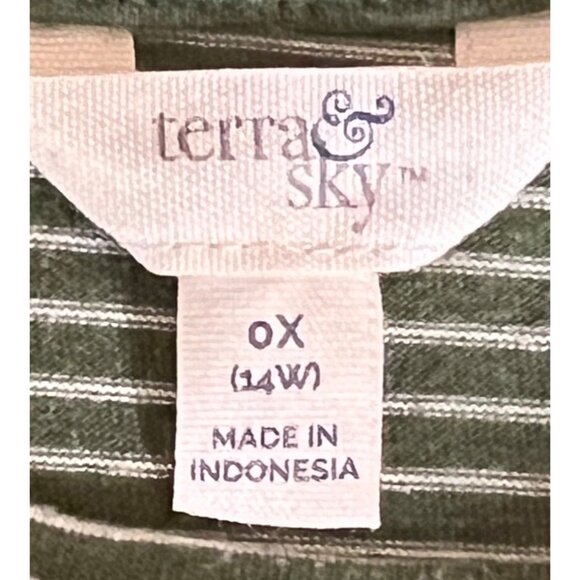 terra &
sky™
0X
(14W)
MADE IN
INDONESIA